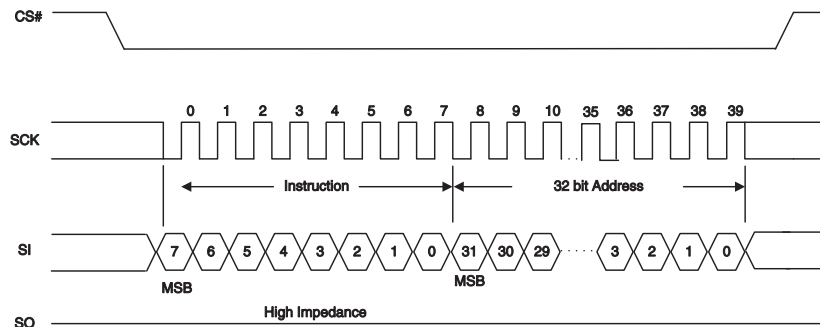 CS#
0 1 2 3 4 5 6 7 8 9 10 35 36 37 38 39
SCK
Instruction 32 bit Address
SI 7 6 5 4 3 2 1 0 31 30 29 3 2 1 0
MSB MSB
High Impedance
SO